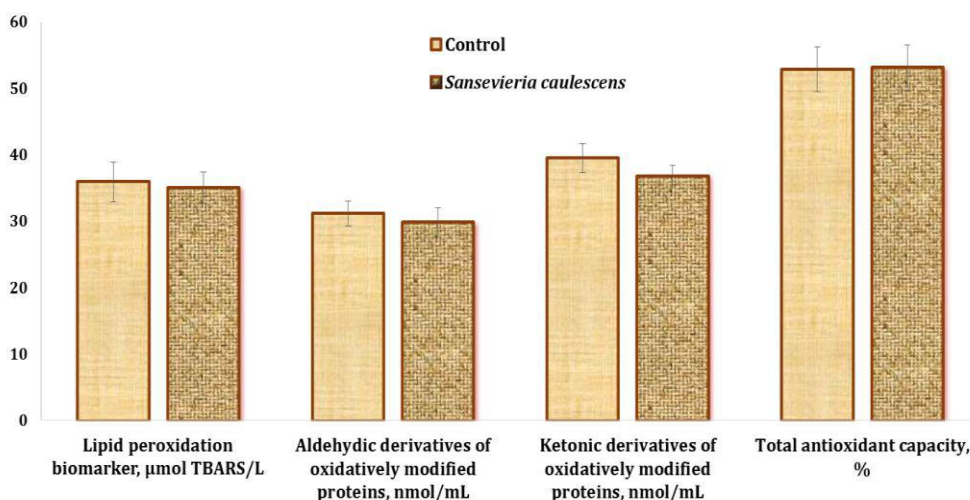 60
50
40
30
20
10
0
Control
Sansevieria caulescens
Lipid peroxidation
biomarker, μmol TBARS/L
Aldehydic derivatives of
oxidatively modified
proteins, nmol/mL
Ketonic derivatives of
oxidatively modified
proteins, nmol/mL
Total antioxidant capacity,
%